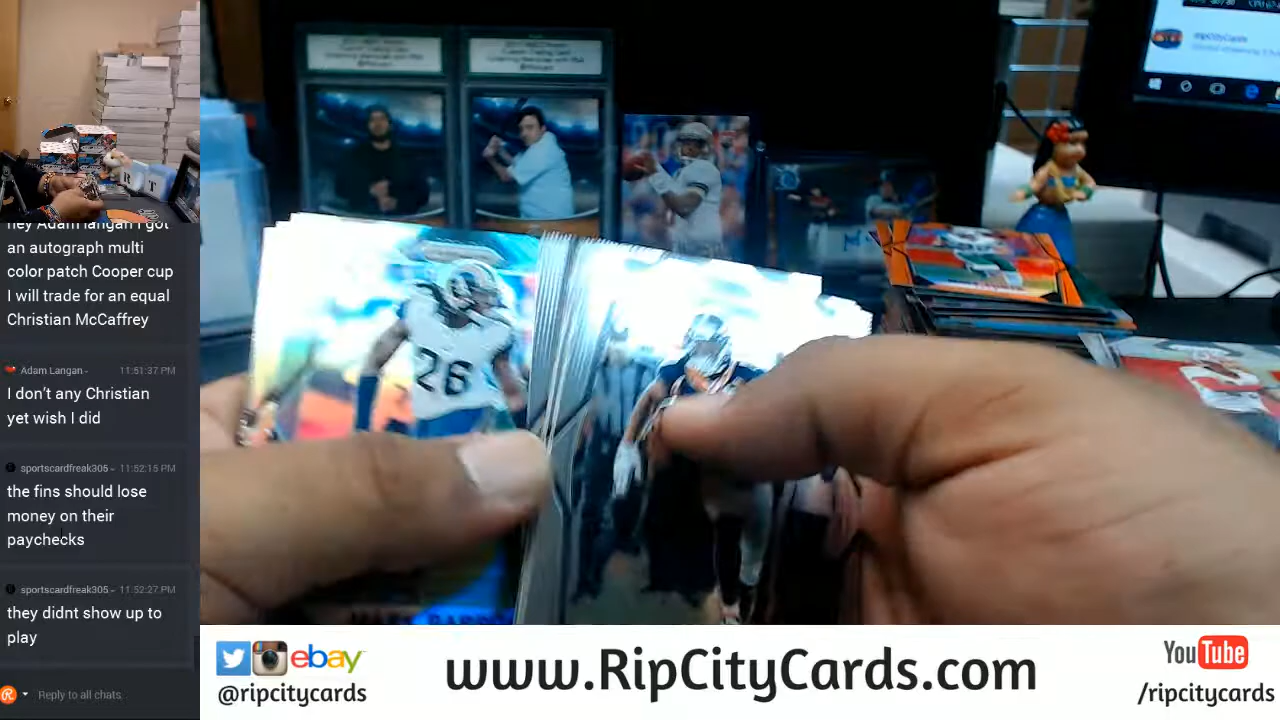 hey Adam langan I got
an autograph multi
color patch Cooper cup
I will trade for an equal
Christian McCaffrey
Adam Langan - 11:51:37 PM
I don't any Christian
yet wish I did
sportscardfreak305 - 11:52:15 PM
the fins should lose
money on their
paychecks
sportscardfreak305 - 11:52:27 PM
they didnt show up to
play
Reply to all chats.
RipCityCards
R T
26
ebay
@ripcitycards
www.RipCityCards.com
YouTube
/ripcitycards